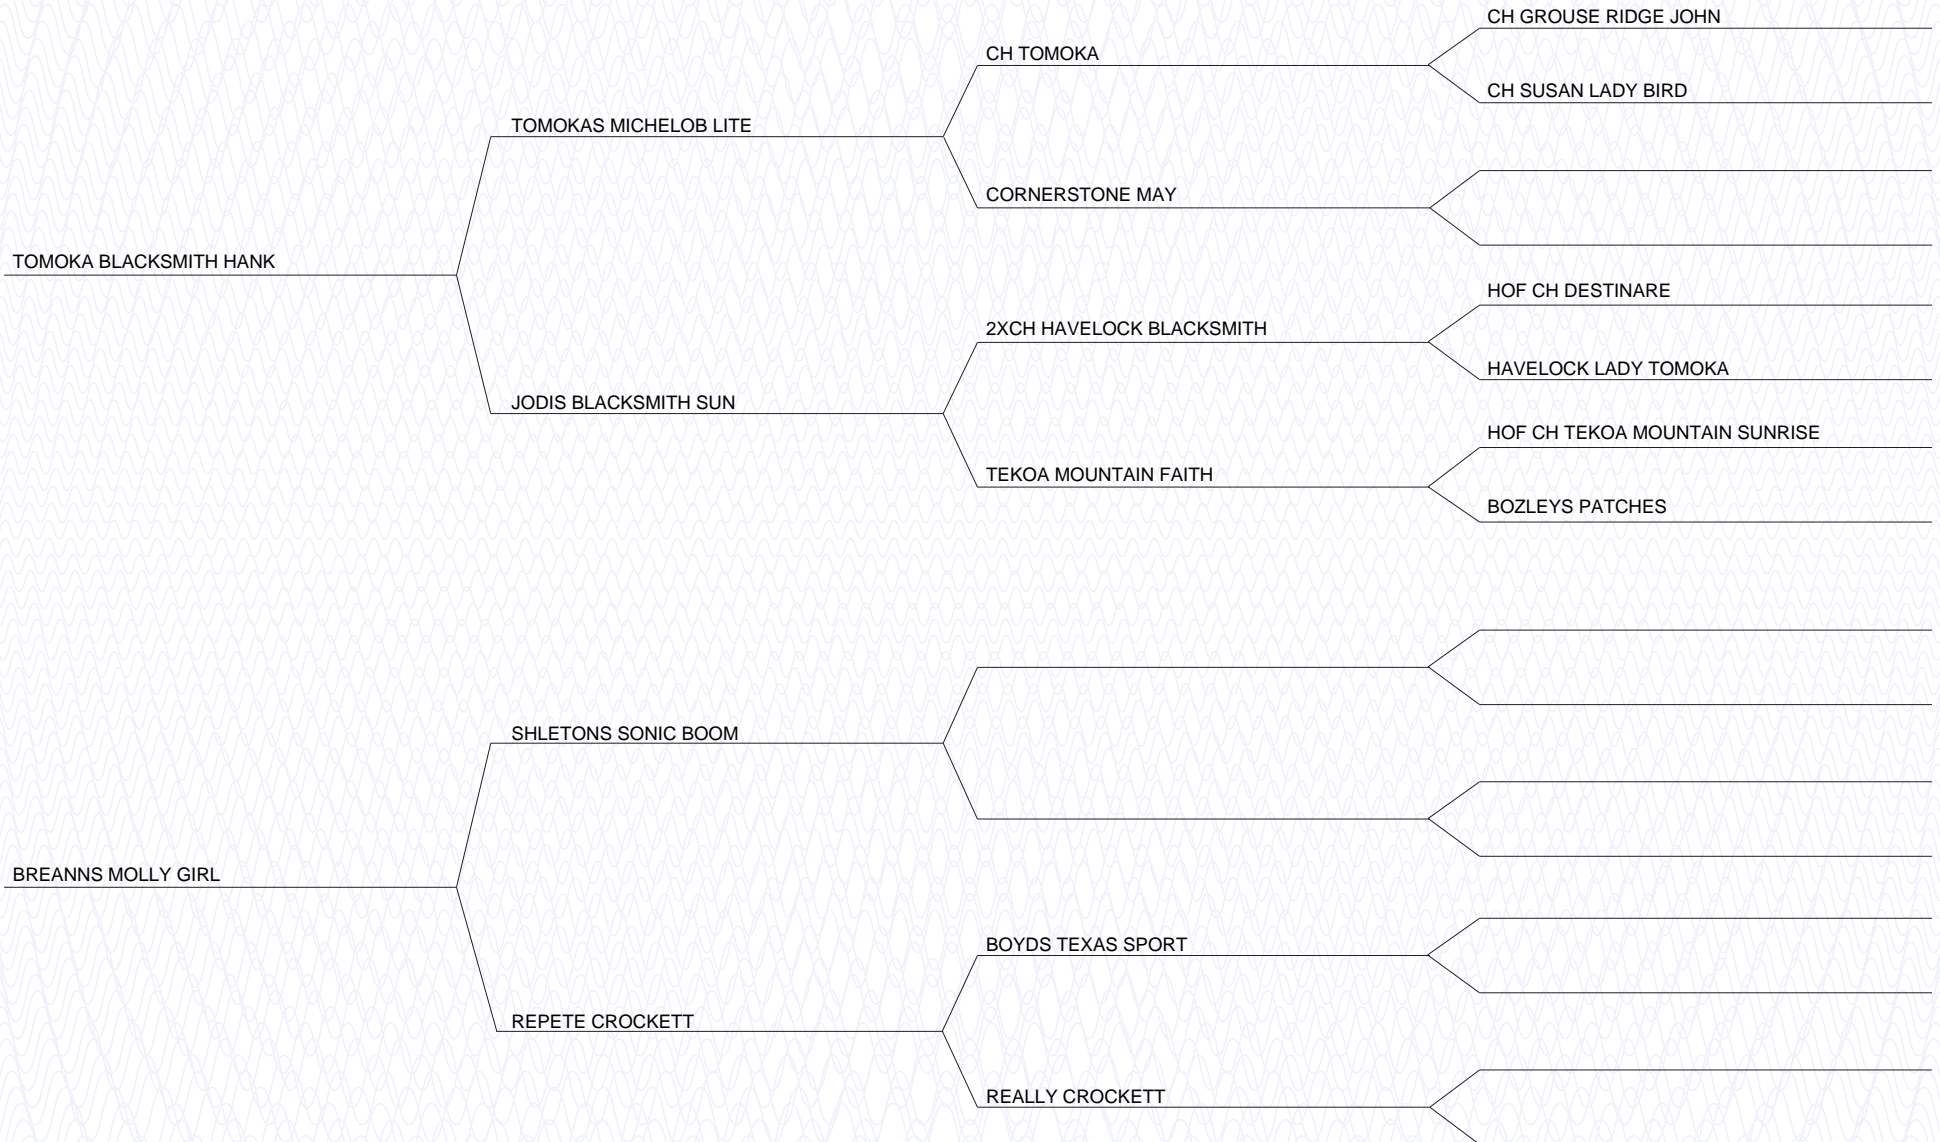 CH GROUSE RIDGE JOHN
CH TOMOKA
CH SUSAN LADY BIRD
TOMOKAS MICHELOB LITE
CORNERSTONE MAY
TOMOKA BLACKSMITH HANK
HOF CH DESTINARE
2XCH HAVELOCK BLACKSMITH
HAVELOCK LADY TOMOKA
JODIS BLACKSMITH SUN
HOF CH TEKOA MOUNTAIN SUNRISE
TEKOA MOUNTAIN FAITH
BOZLEYS PATCHES
SHLETONS SONIC BOOM
BREANNS MOLLY GIRL
BOYDS TEXAS SPORT
REPETE CROCKETT
REALLY CROCKETT